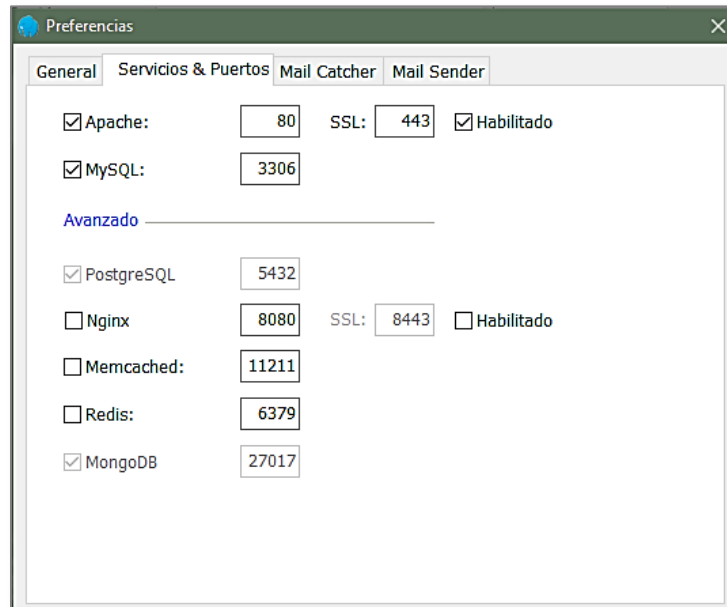 Preferencias
General Servicios & Puertos Mail Catcher Mail Sender
Apache: 80 SSL: 443 Habilitado
MySQL: 3306
Avanzado
PostgreSQL 5432
Nginx 8080 SSL: 8443 Habilitado
Memcached: 11211
Redis: 6379
MongoDB 27017